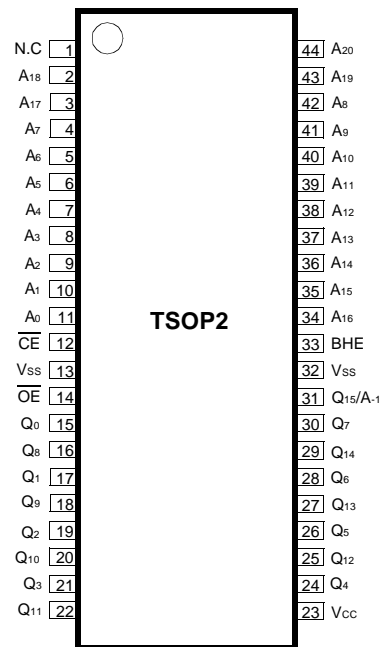 N.C 1 44 A20
A18 2 43 A19
A17 3 42 A8
A7 4 41 A9
A6 5 40 A10
A5 6 39 A11
A4 7 38 A12
A3 8 37 A13
A2 9 36 A14
A1 10 35 A15
A0 11 TSOP2 34 A16
CE 12 33 BHE
VSS 13 32 VSS
OE 14 31 Q15/A-1
Q0 15 30 Q7
Q8 16 29 Q14
Q1 17 28 Q6
Q9 18 27 Q13
Q2 19 26 Q5
Q10 20 25 Q12
Q3 21 24 Q4
Q11 22 23 VCC